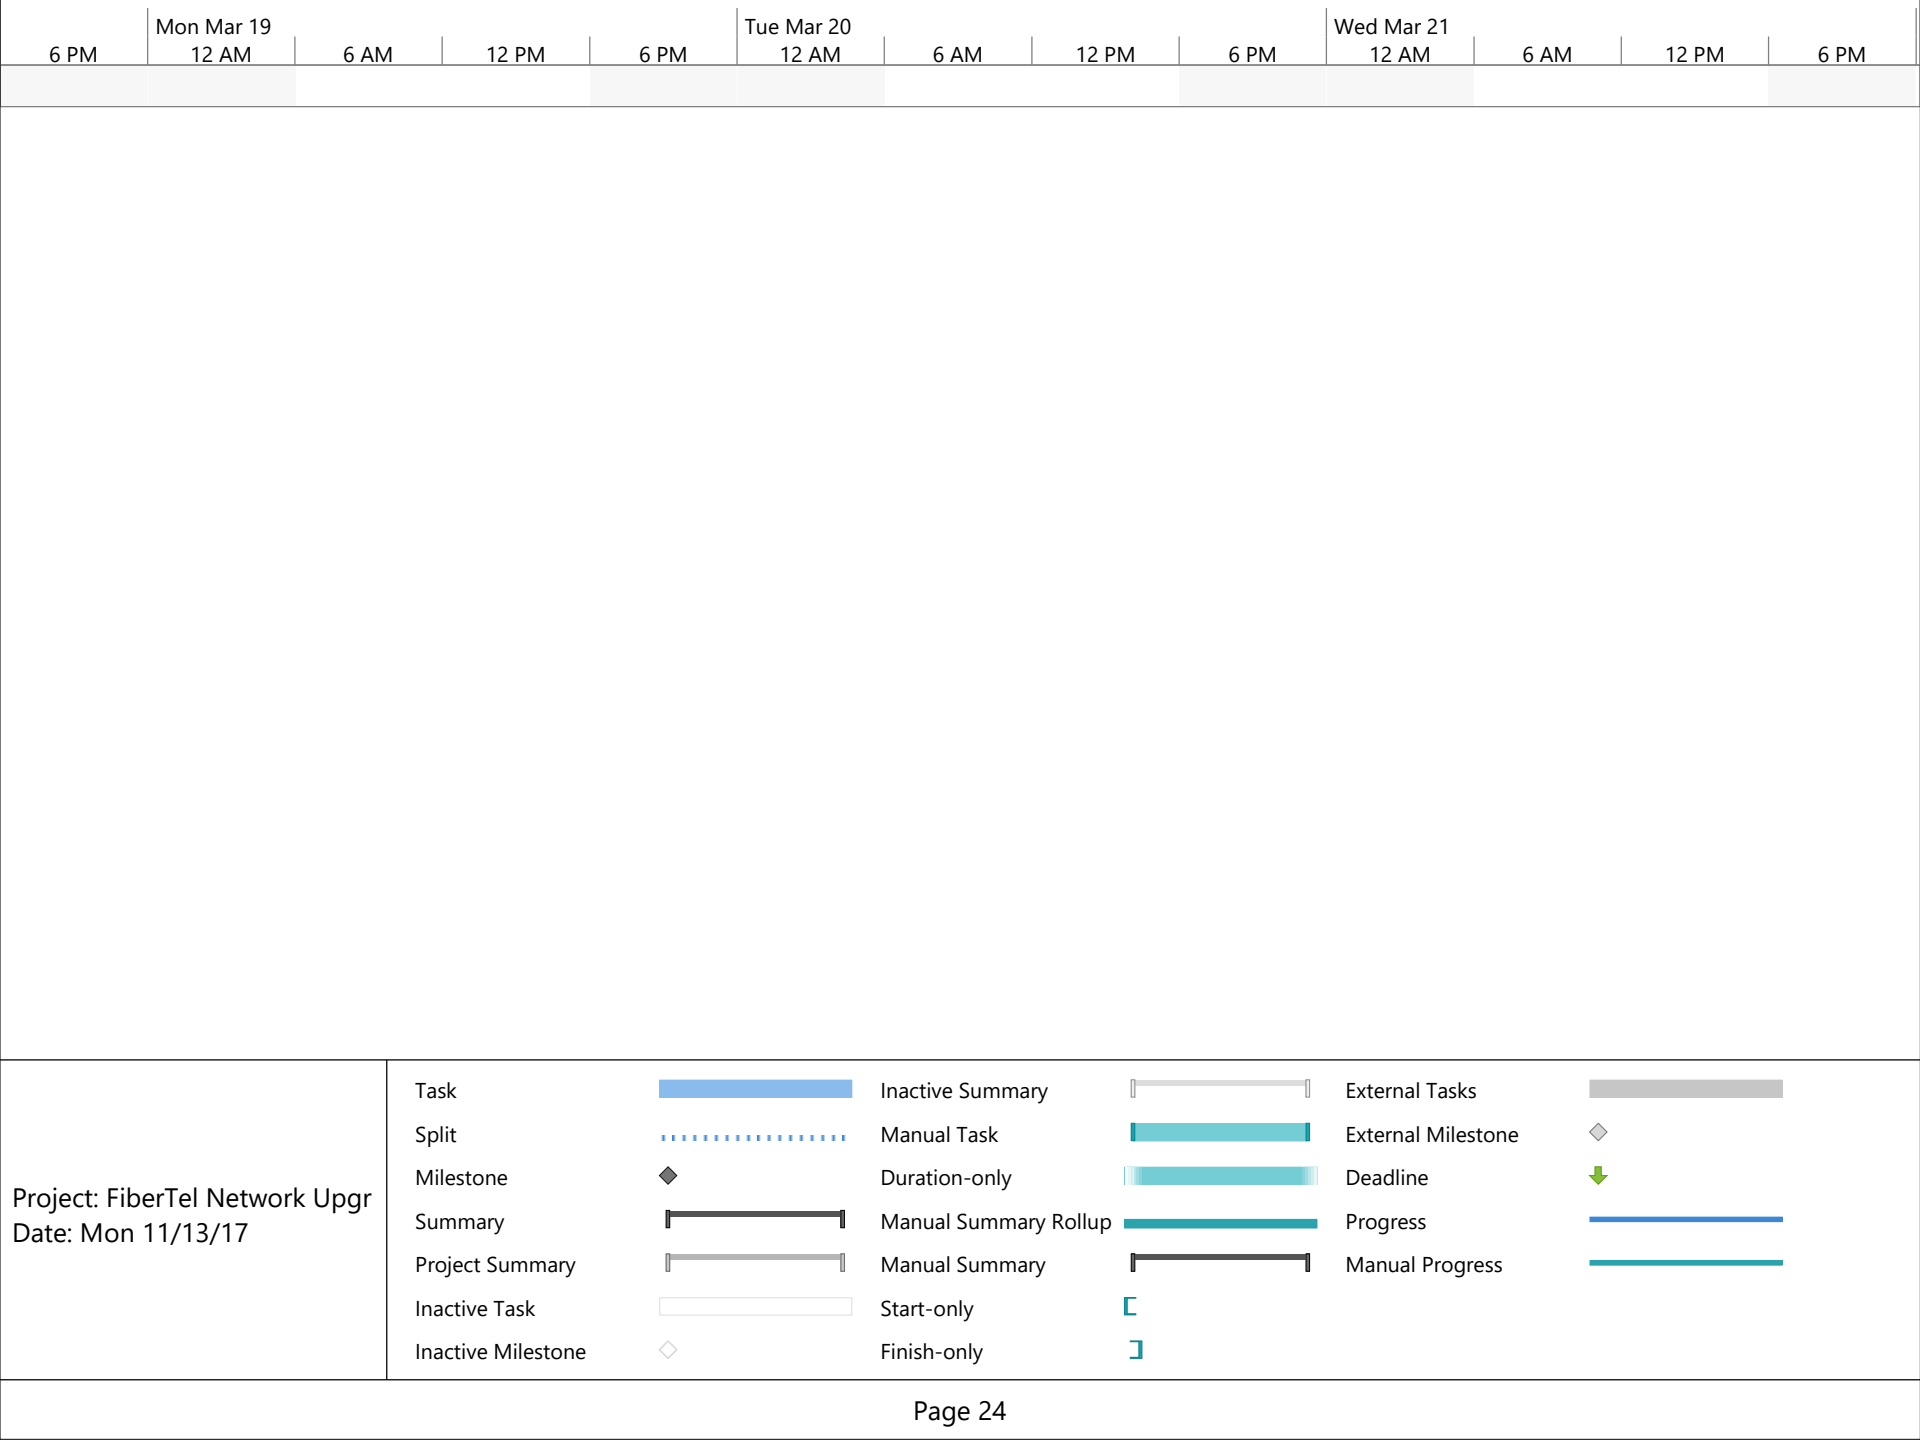 Mon Mar 19 Tue Mar 20 Wed Mar 21
6 PM 12 AM 6 AM 12 PM 6 PM 12 AM 6 AM 12 PM 6 PM 12 AM 6 AM 12 PM 6 PM
Project: FiberTel Network Upgr
Date: Mon 11/13/17
Task
Split
Milestone
Summary
Project Summary
Inactive Task
Inactive Milestone
Inactive Summary
Manual Task
Duration-only
Manual Summary Rollup
Manual Summary
Start-only
Finish-only
External Tasks
External Milestone
Deadline
Progress
Manual Progress
Page 24